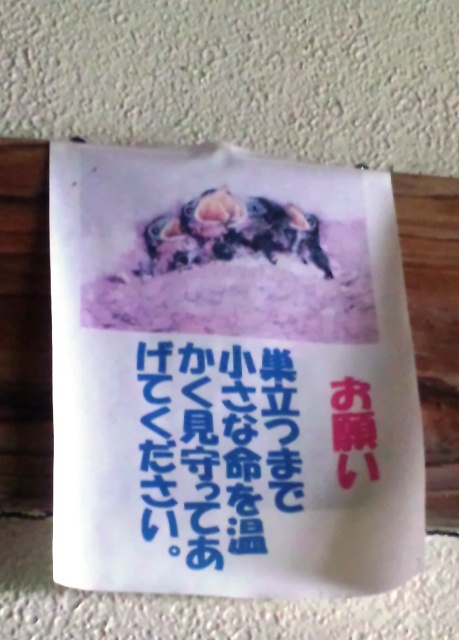 お願い
巣立つまで
小さな命を温
かく見守ってあ
げてください。